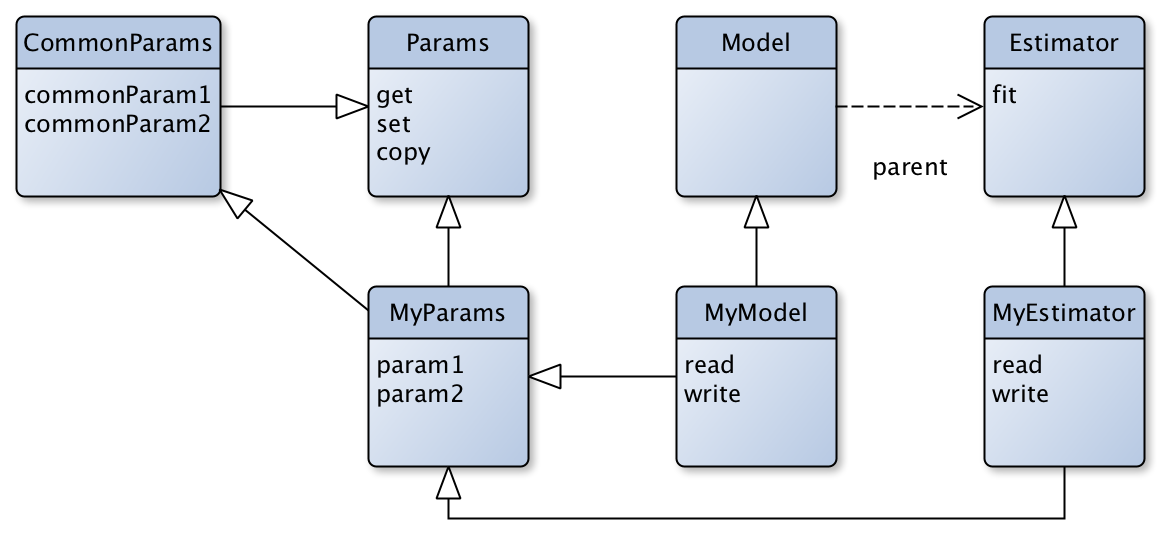 CommonParams
commonParam1
commonParam2
Params
get
set
copy
Model
parent
Estimator
fit
MyParams
param1
param2
MyModel
read
write
MyEstimator
read
write